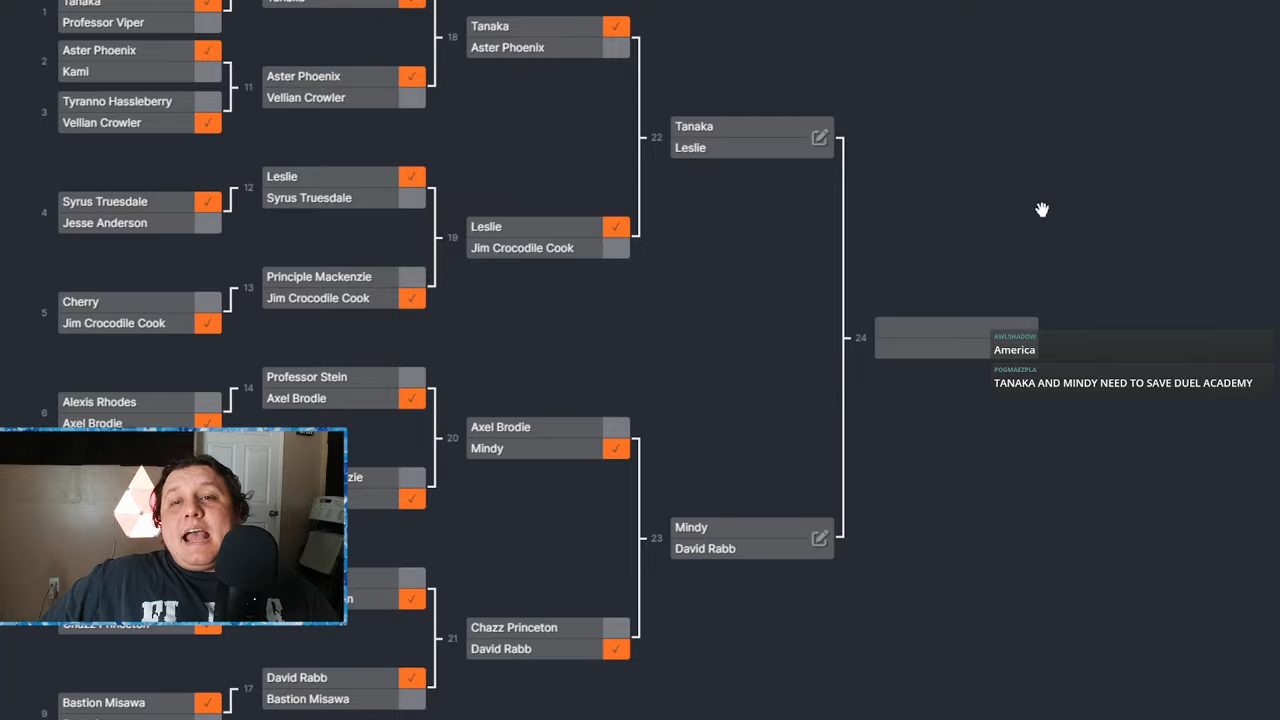 1
Tanaka
Professor Viper
2
Aster Phoenix
Kami
3
Tyranno Hassleberry
Vellian Crowler
4
Syrus Truesdale
Jesse Anderson
5
Cherry
Jim Crocodile Cook
6
Alexis Rhodes
Axel Brodie
Chazz Princeton
9
Bastion Misawa
Tanaka
11
Aster Phoenix
Vellian Crowler
12
Leslie
Syrus Truesdale
13
Principle Mackenzie
Jim Crocodile Cook
14
Professor Stein
Axel Brodie
zie
n
17
David Rabb
Bastion Misawa
18
Tanaka
Aster Phoenix
19
Leslie
Jim Crocodile Cook
20
Axel Brodie
Mindy
21
Chazz Princeton
David Rabb
22
Tanaka
Leslie
23
Mindy
David Rabb
24
AWLSHADOW
America
POGMAEZPLA
TANAKA AND MINDY NEED TO SAVE DUEL ACADEMY